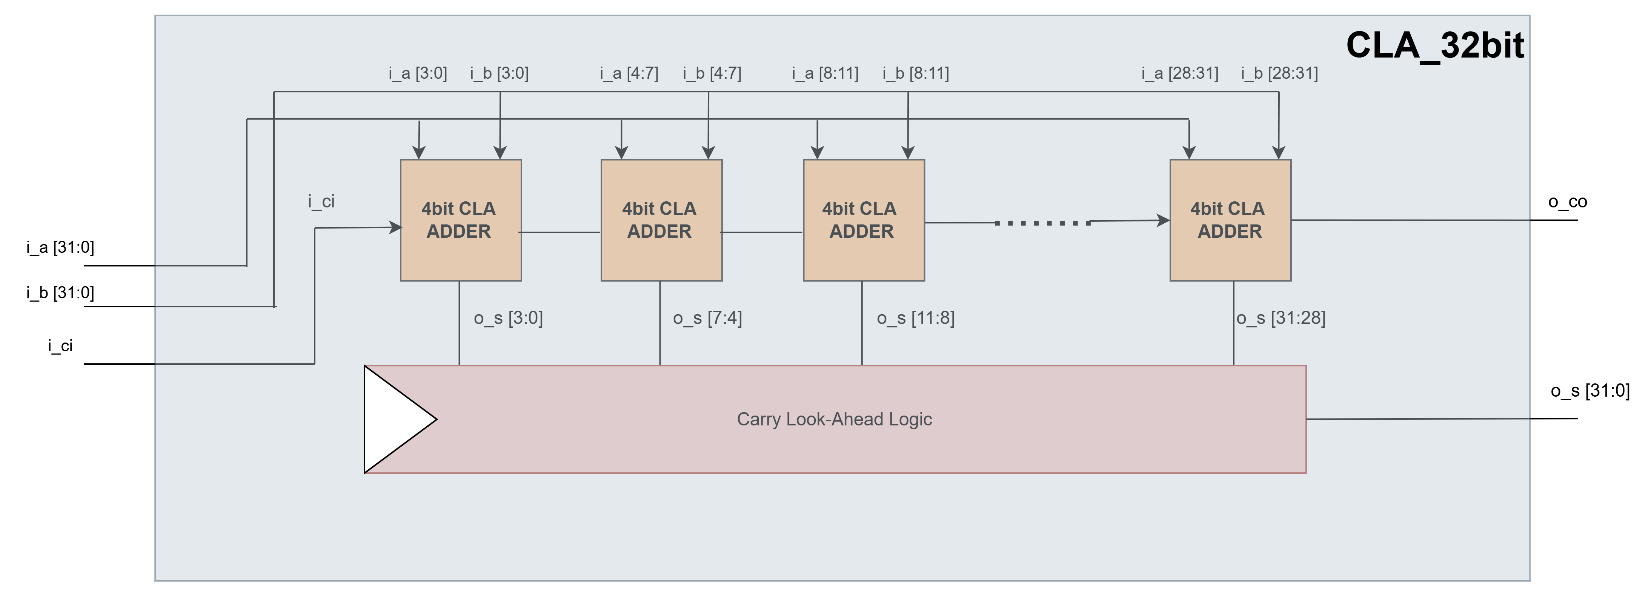 CLA_32bit
i_a [3:0] i_b [3:0] i_a [4:7] i_b [4:7] i_a [8:11] i_b [8:11] i_a [28:31] i_b [28:31]
i_ci
4bit CLA
ADDER
4bit CLA
ADDER
4bit CLA
ADDER
4bit CLA
ADDER
o_co
i_a [31:0]
i_b [31:0]
i_ci
o_s [3:0] o_s [7:4] o_s [11:8] o_s [31:28]
o_s [31:0]
Carry Look-Ahead Logic